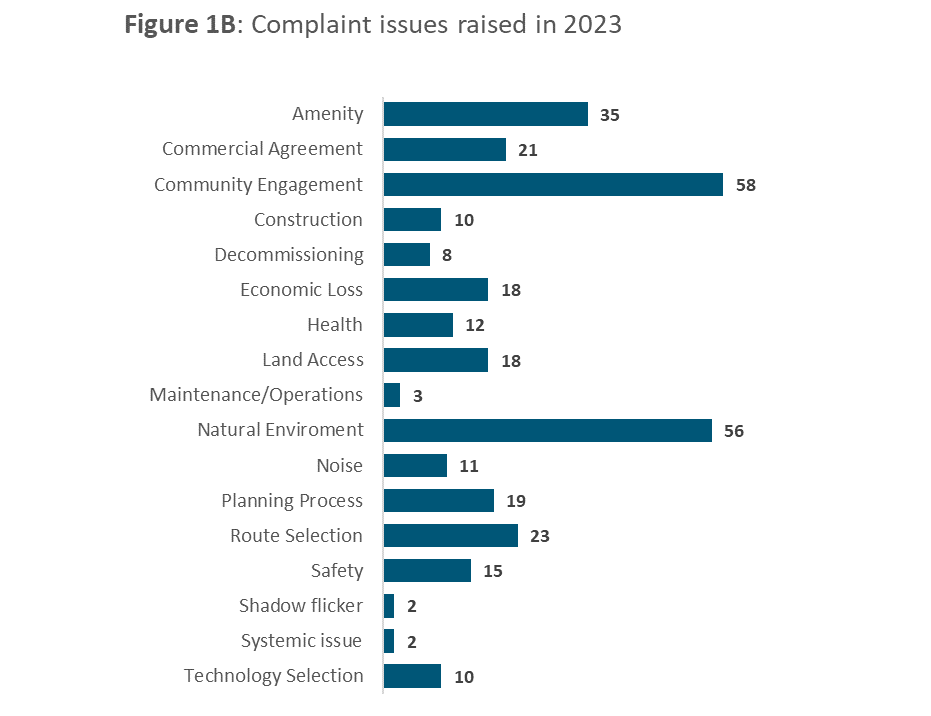 Figure 1B: Complaint issues raised in 2023
Amenity 35
Commercial Agreement 21
Community Engagement 58
Construction 10
Decommissioning 8
Economic Loss 18
Health 12
Land Access 18
Maintenance/Operations 3
Natural Enviroment 56
Noise 11
Planning Process 19
Route Selection 23
Safety 15
Shadow flicker 2
Systemic issue 2
Technology Selection 10